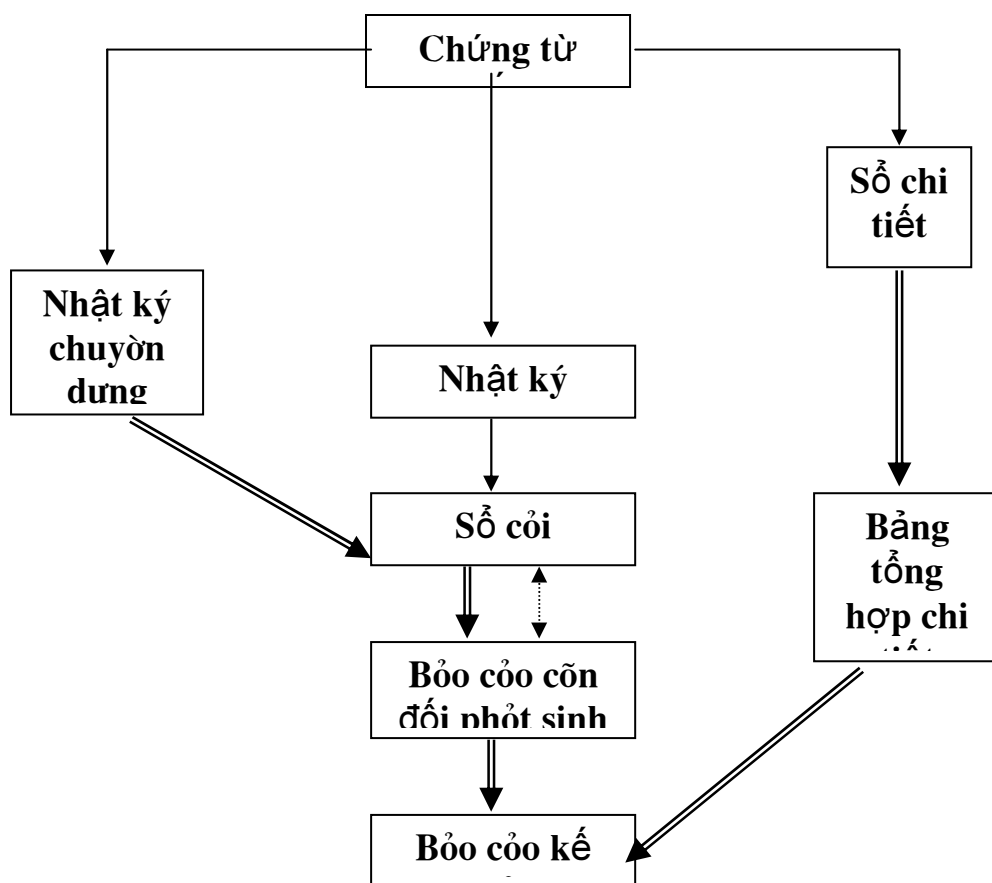 Chứng từ
Sổ chi
tiết
Nhật ký
chuyờn
dưng
Nhật ký
Sổ cỏi
Bảng
tổng
hợp chi
tiết
Bỏo cỏo cõn
đối phỏt sinh
Bỏo cỏo kế